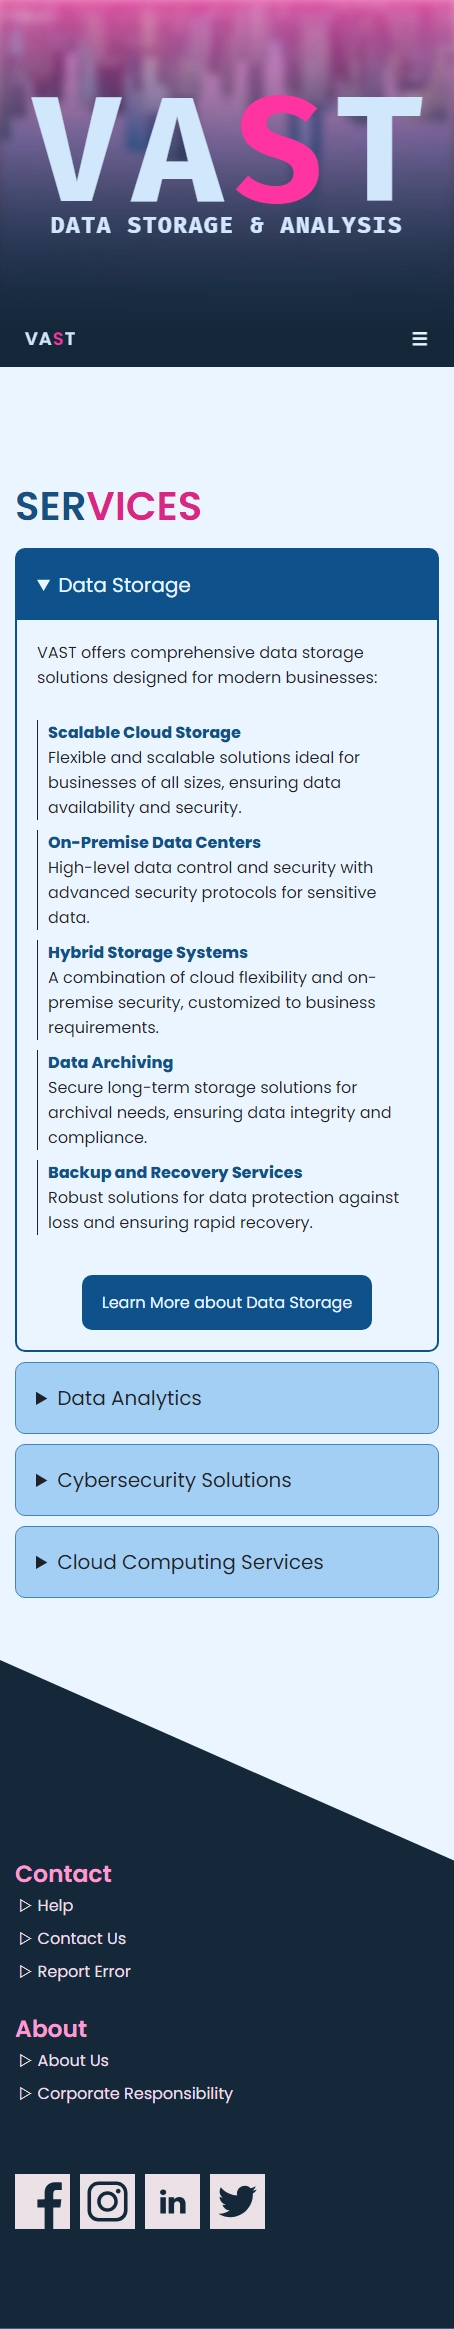 VAST
DATA STORAGE & ANALYSIS
VAST
SERVICES
Data Storage
VAST offers comprehensive data storage
solutions designed for modern businesses:
Scalable Cloud Storage
Flexible and scalable solutions ideal for
businesses of all sizes, ensuring data
availability and security.
On-Premise Data Centers
High-level data control and security with
advanced security protocols for sensitive
data.
Hybrid Storage Systems
A combination of cloud flexibility and on-
premise security, customized to business
requirements.
Data Archiving
Secure long-term storage solutions for
archival needs, ensuring data integrity and
compliance.
Backup and Recovery Services
Robust solutions for data protection against
loss and ensuring rapid recovery.
Learn More about Data Storage
Data Analytics
Cybersecurity Solutions
Cloud Computing Services
Contact
Help
Contact Us
Report Error
About
About Us
Corporate Responsibility